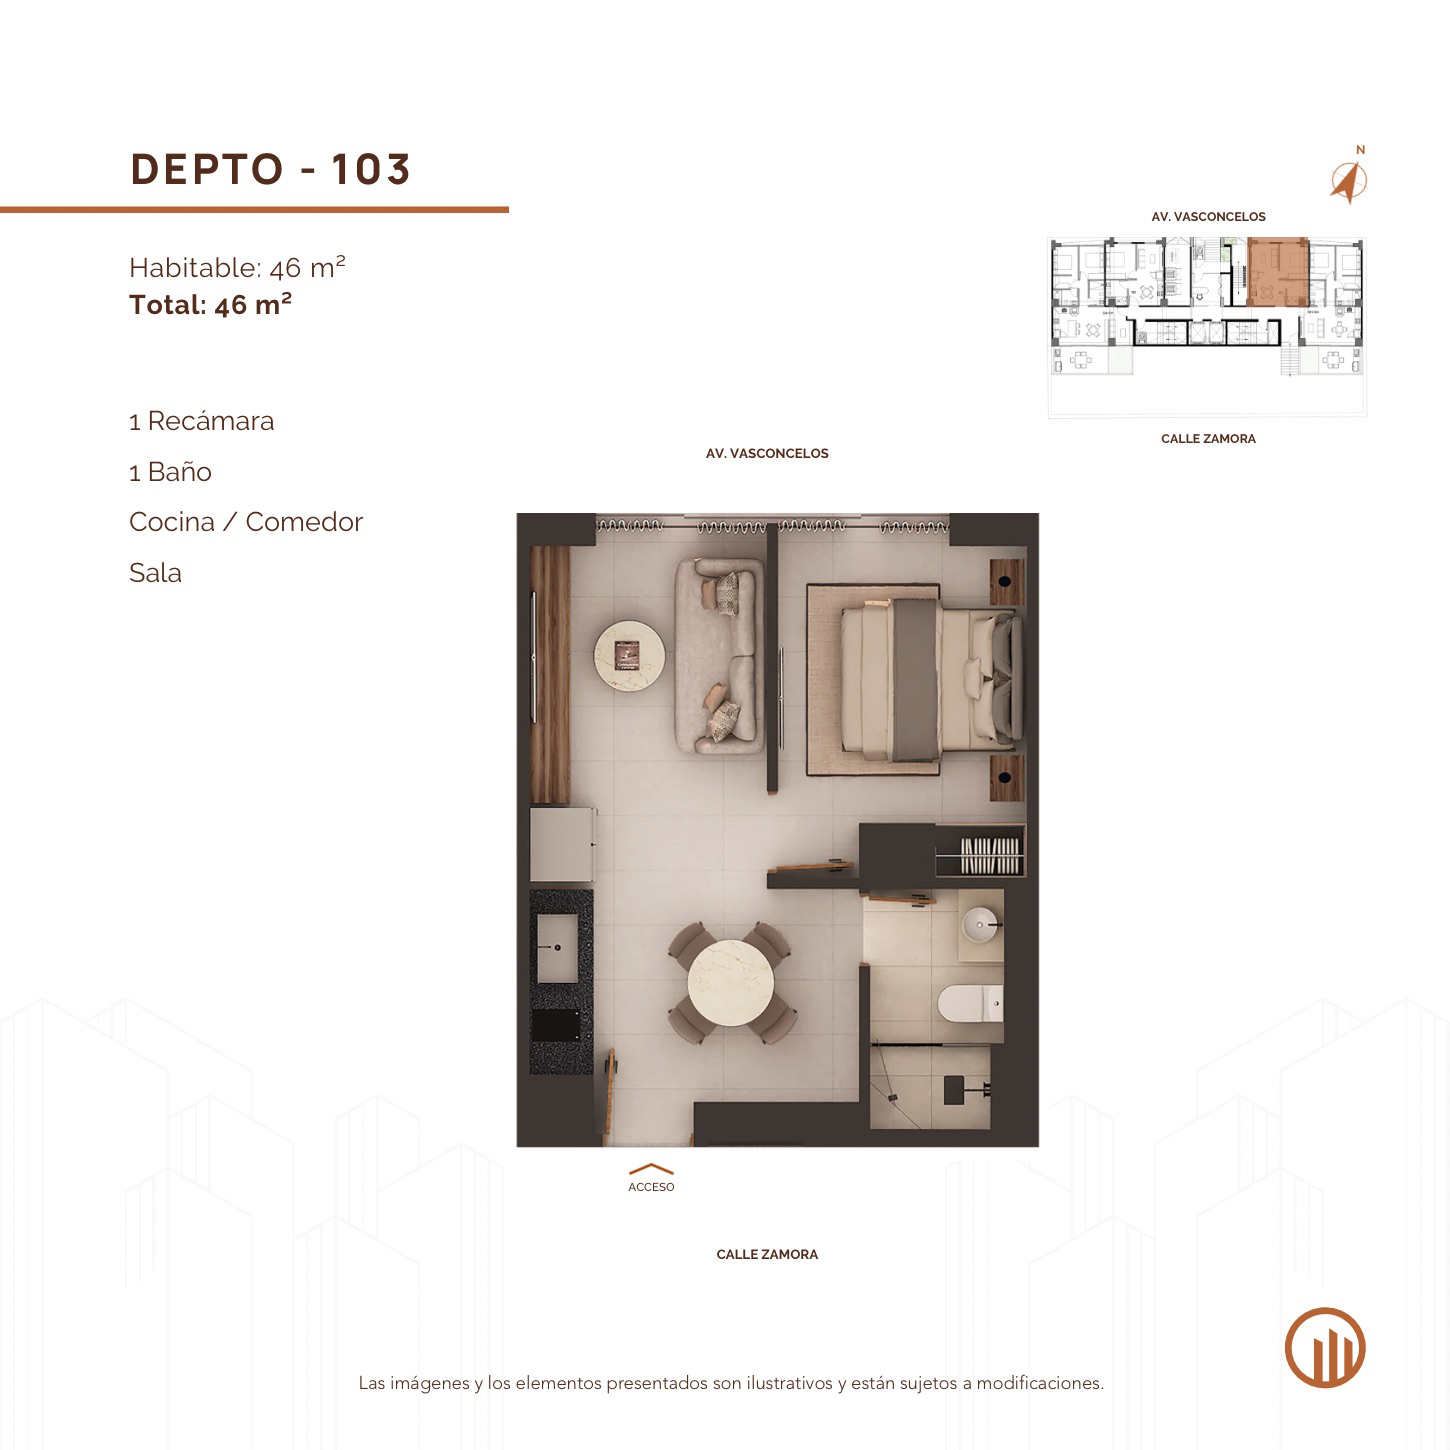 DEPTO - 103
Habitable: 46 m²
Total: 46 m²
1 Recámara
1 Baño
Cocina / Comedor
Sala
N
AV. VASCONCELOS
CALLE ZAMORA
AV. VASCONCELOS
ACCESO
CALLE ZAMORA
Las imágenes y los elementos presentados son ilustrativos y están sujetos a modificaciones.